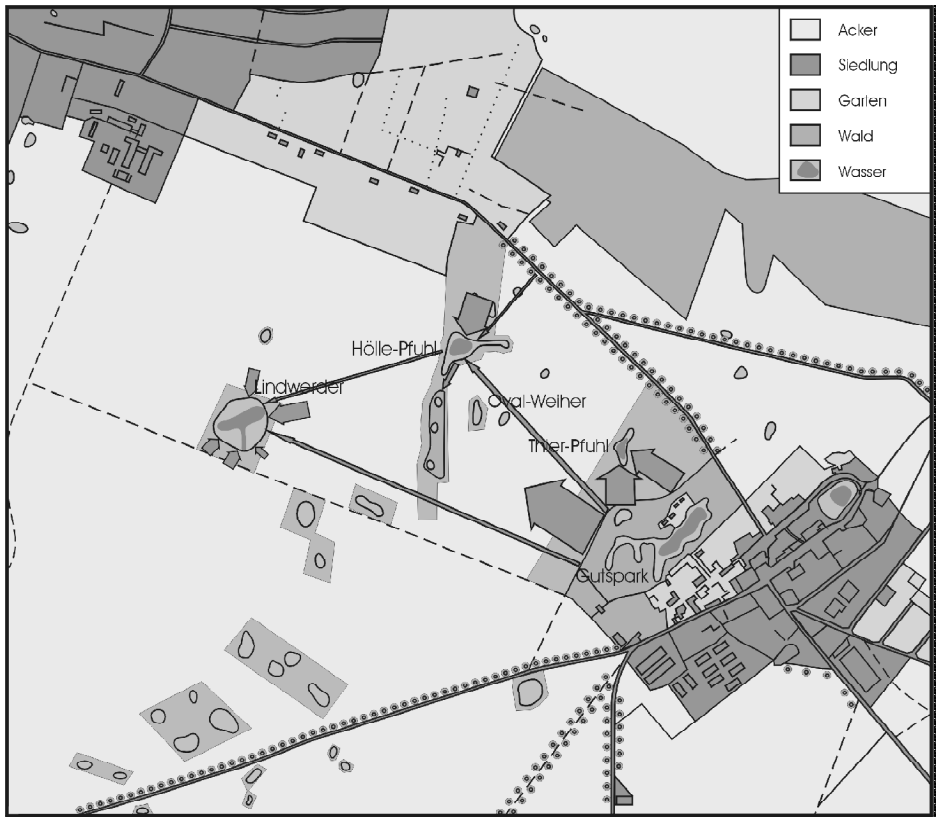 Acker
Siedlung
Garten
Wald
Wasser
Hölle-Pfuhl
Lindwerder
Oval-Weiher
Thier-Pfuhl
Gutspark